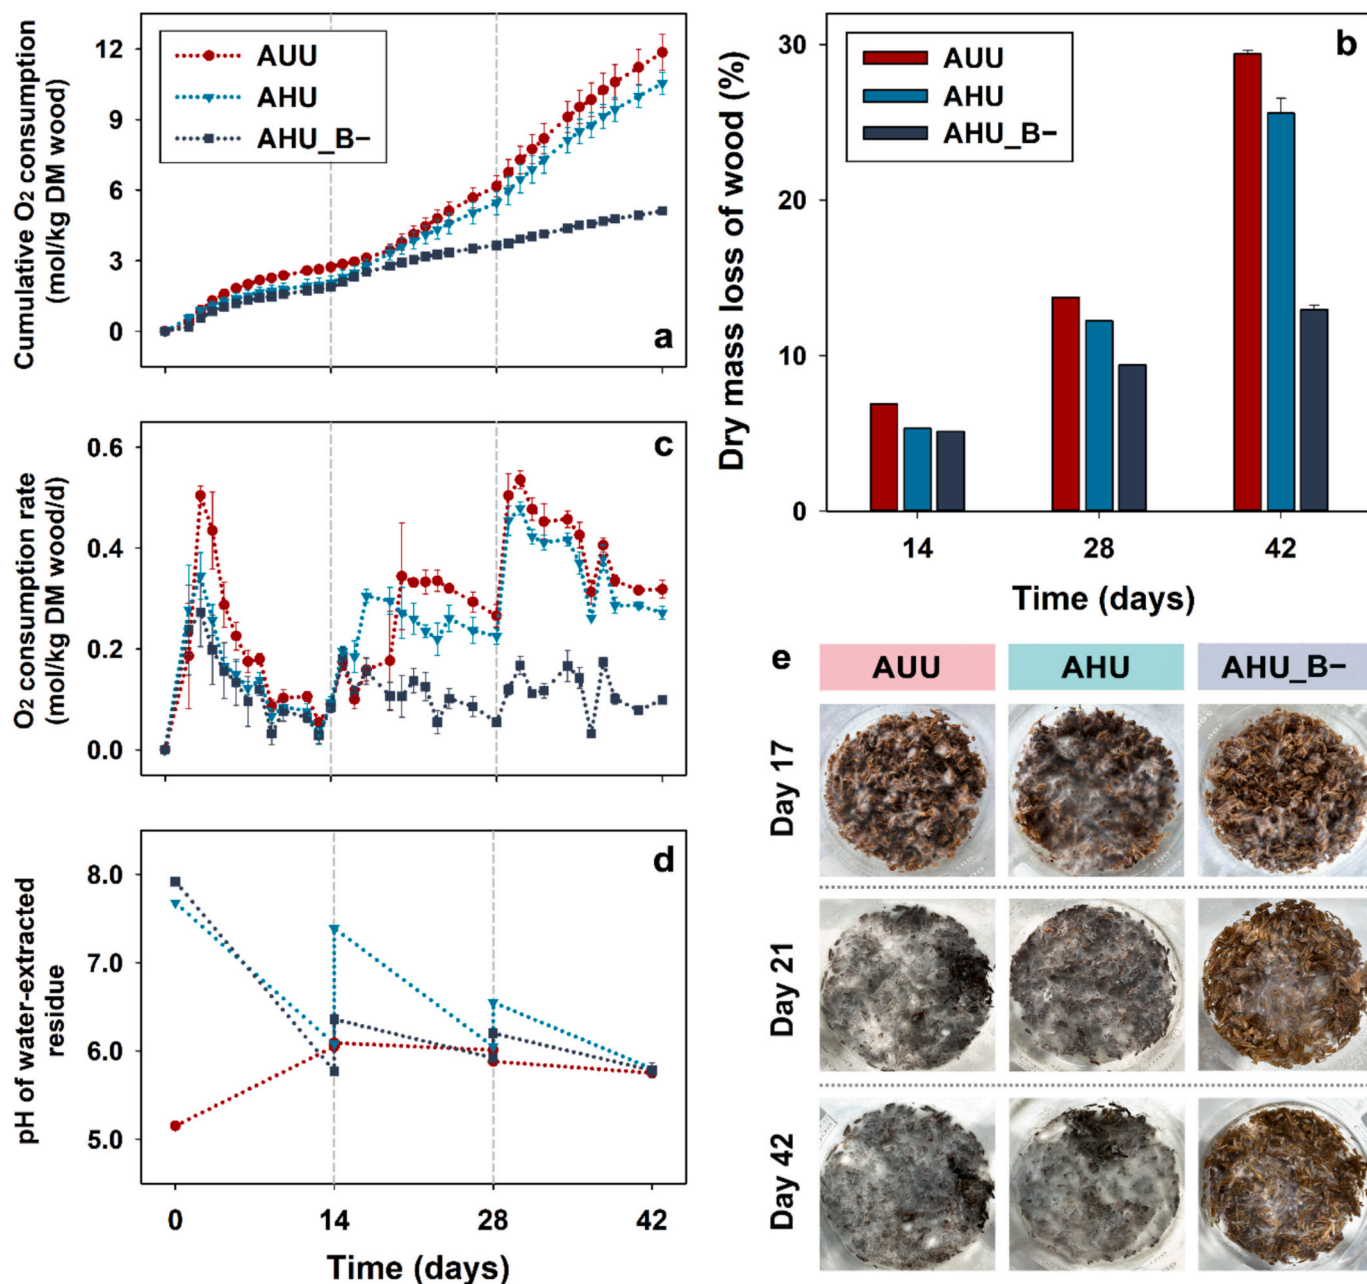 AUU
AHU
AHU_B−
12
9
6
3
0
Cumulative O2 consumption
(mol/kg DM wood)
a
AUU
AHU
AHU_B−
b
30
20
10
0
Dry mass loss of wood (%)
14 28 42
Time (days)
c
0.6
0.4
0.2
0.0
O2 consumption rate
(mol/kg DM wood/d)
d
8.0
7.0
6.0
5.0
pH of water-extracted
residue
0 14 28 42
Time (days)
e
AUU AHU AHU_B−
Day 17
Day 21
Day 42